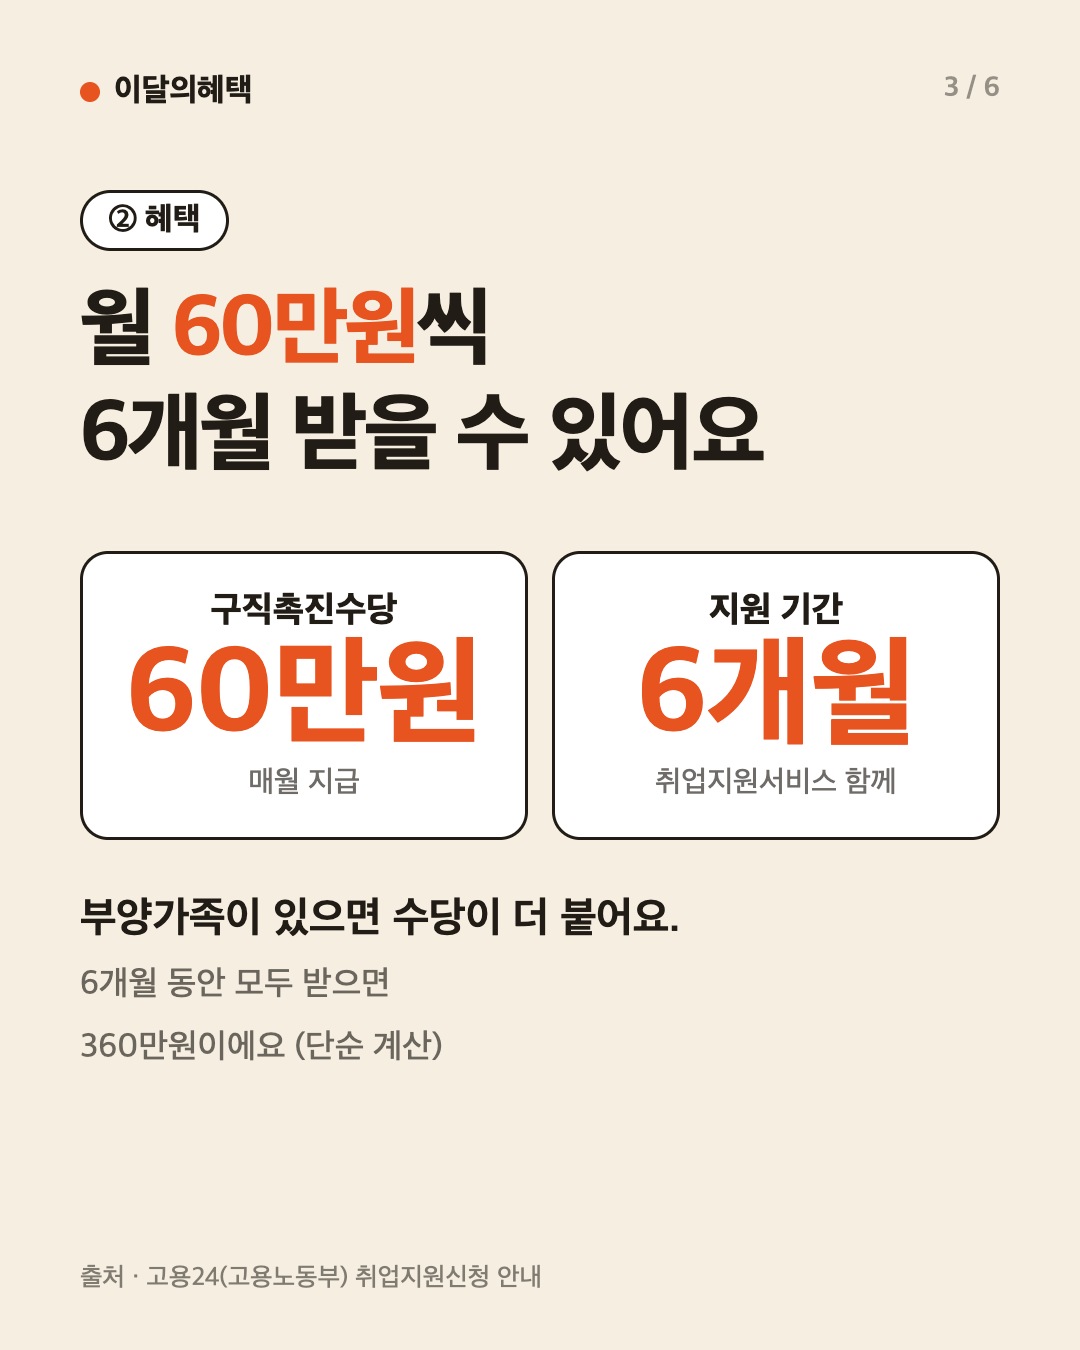 이달의혜택
3 / 6
② 혜택
월 60만원씩
6개월 받을 수 있어요
구직촉진수당
60만원
매월 지급
지원 기간
6개월
취업지원서비스 함께
부양가족이 있으면 수당이 더 붙어요.
6개월 동안 모두 받으면
360만원이에요 (단순 계산)
출처 · 고용24(고용노동부) 취업지원신청 안내